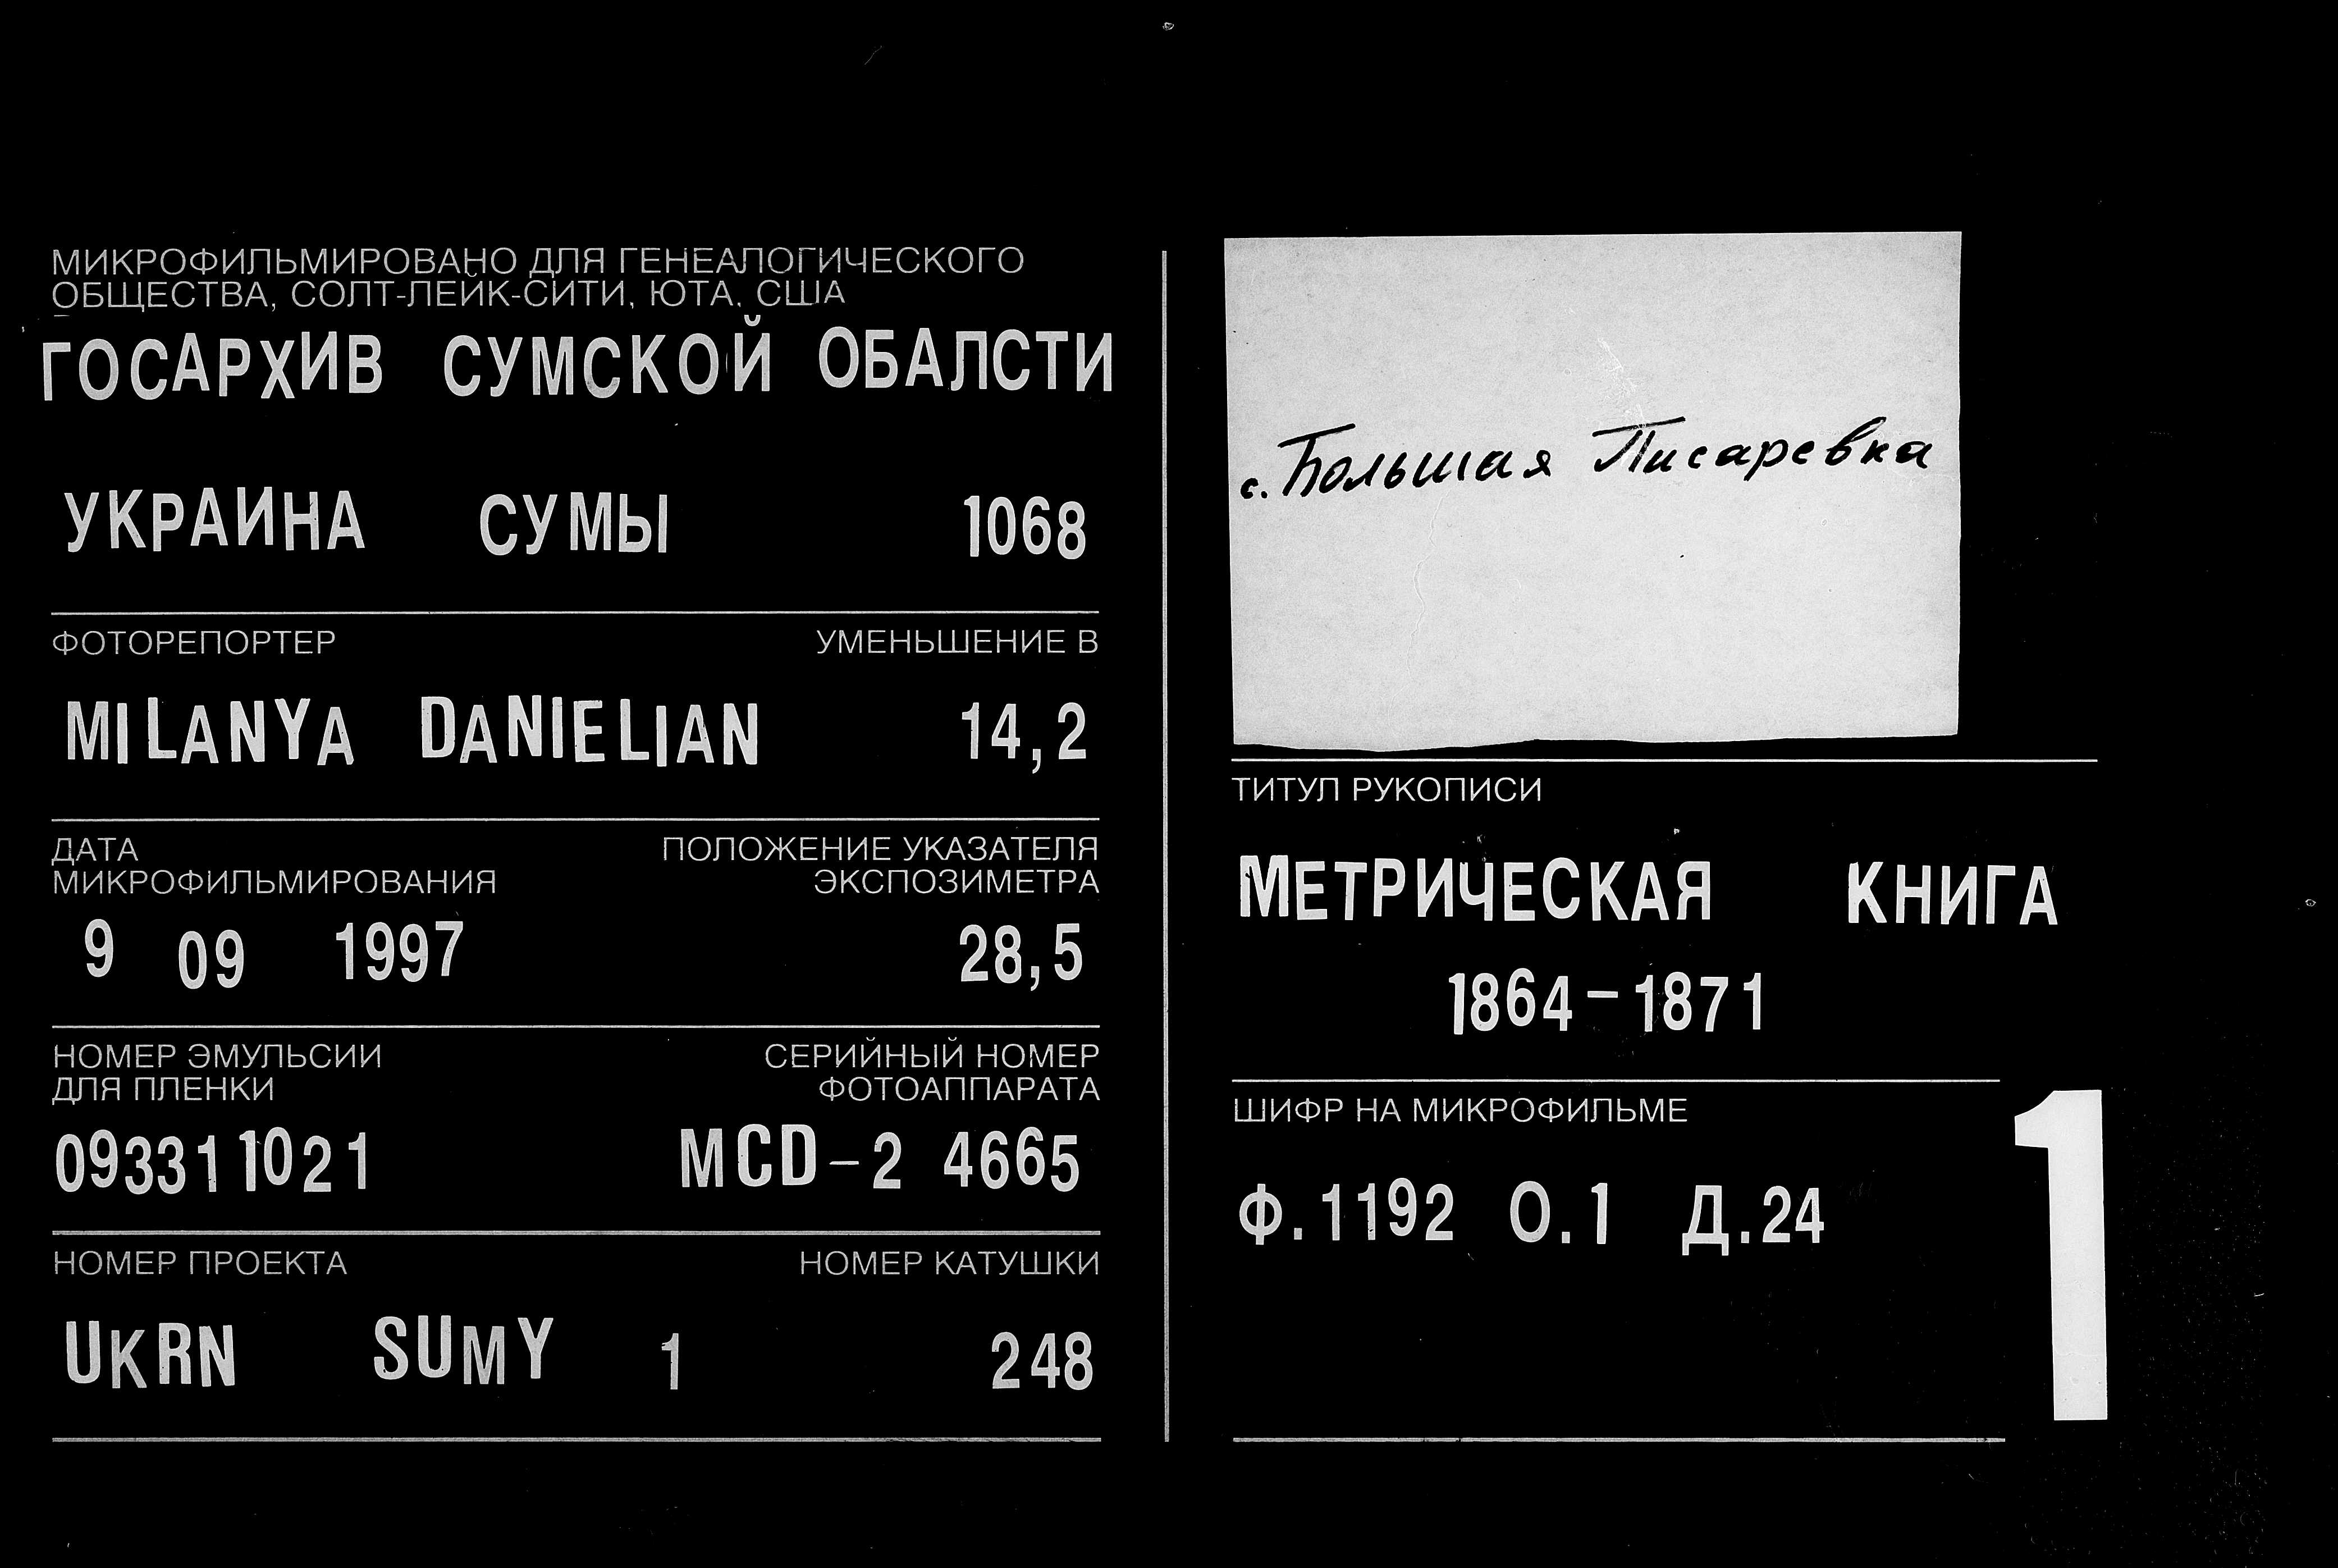 МИКРОФИЛЬМИРОВАНО ДЛЯ ГЕНЕАЛОГИЧЕСКОГО
ОБЩЕСТВА, СОЛТ-ЛЕЙК-СИТИ, ЮТА, США
ГОСАРХИВ СУМСКОЙ ОБАЛСТИ
УКРАИНА СУМЫ 1068
ФОТОРЕПОРТЕР УМЕНЬШЕНИЕ В
MILANYA DANIELIAN 14,2
ДАТА ПОЛОЖЕНИЕ УКАЗАТЕЛЯ
МИКРОФИЛЬМИРОВАНИЯ ЭКСПОЗИМЕТРА
9 09 1997 28,5
НОМЕР ЭМУЛЬСИИ СЕРИЙНЫЙ НОМЕР
ДЛЯ ПЛЕНКИ ФОТОАППАРАТА
093311021 MCD-2 4665
НОМЕР ПРОЕКТА НОМЕР КАТУШКИ
UKRN SUMY 1 248
с. Большая Писаревка
ТИТУЛ РУКОПИСИ
МЕТРИЧЕСКАЯ КНИГА
1864-1871
ШИФР НА МИКРОФИЛЬМЕ
Ф.1192 О.1 Д.24
1